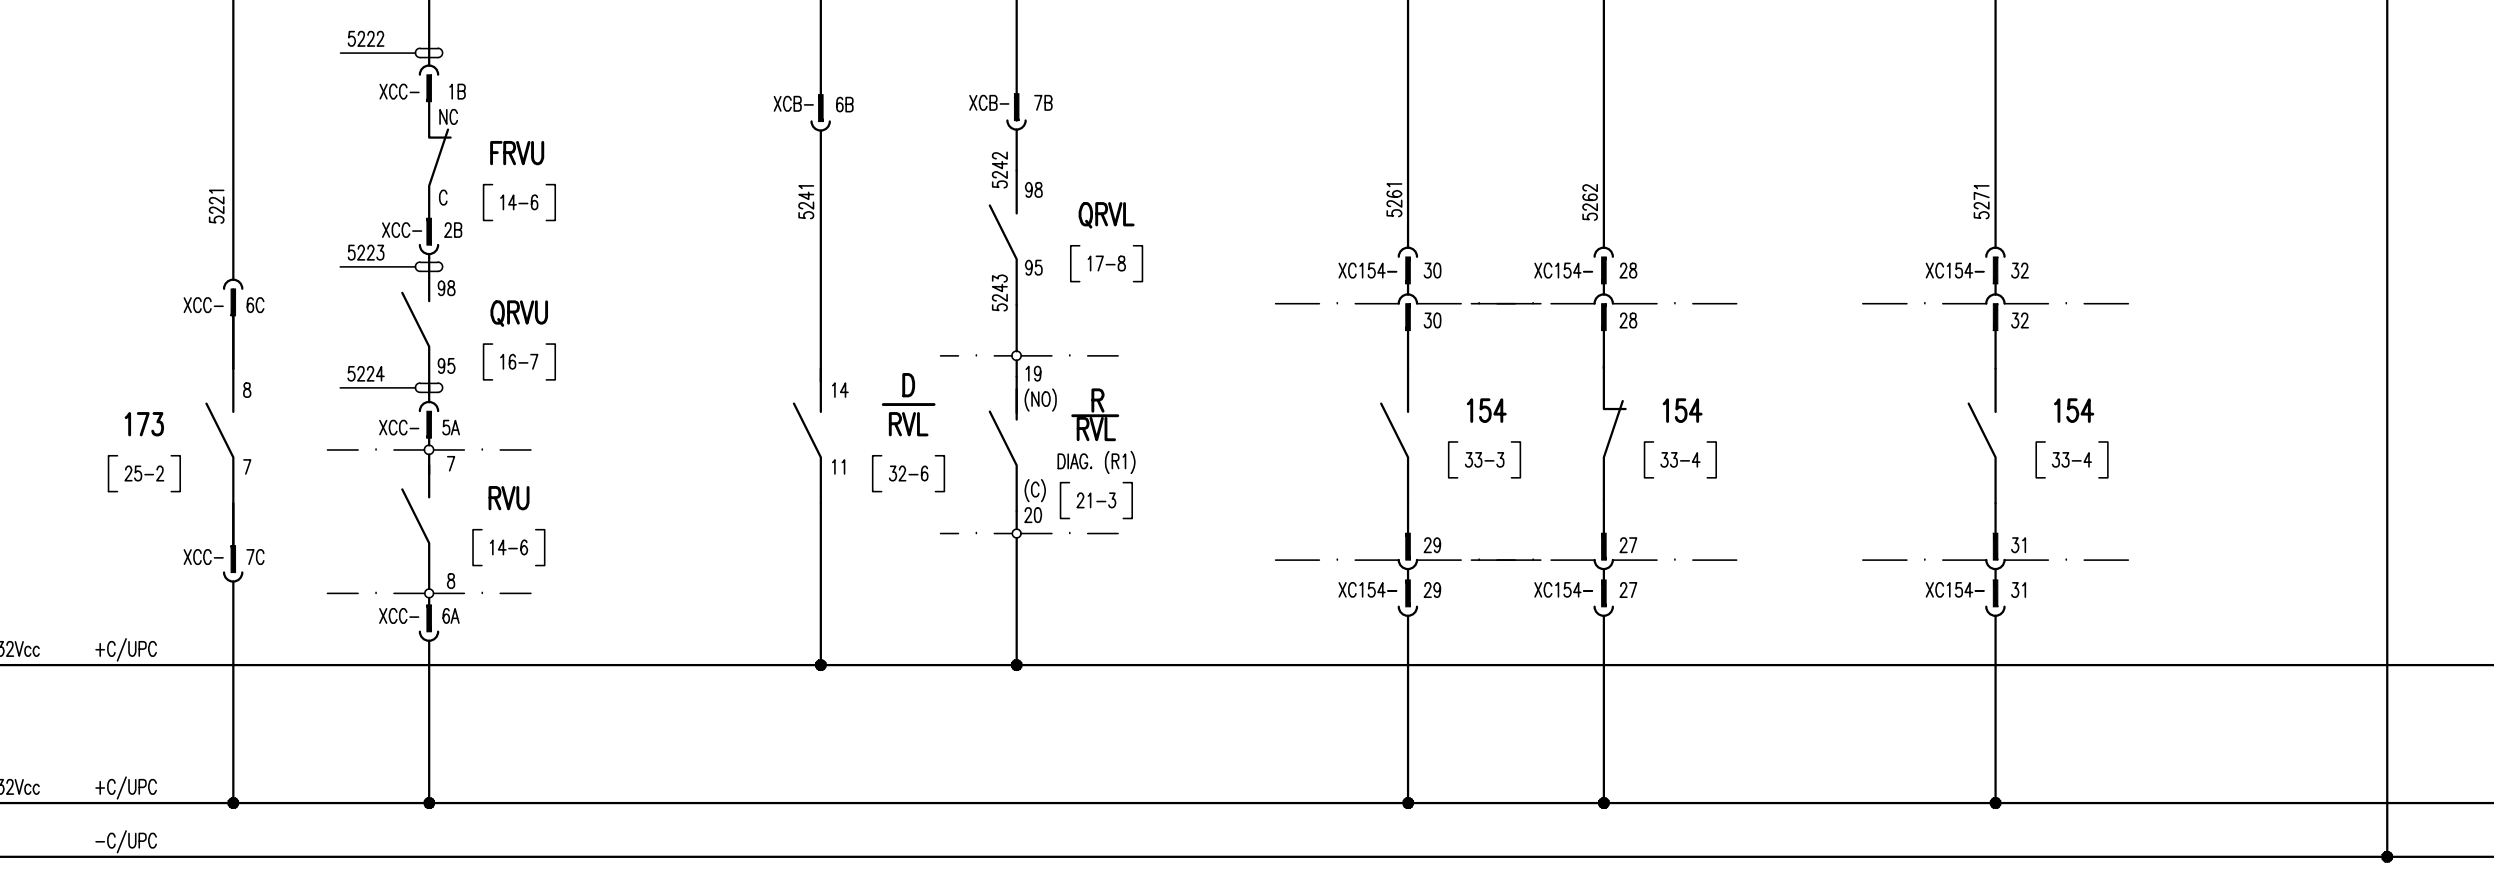 5222
XCC- 1B
NC
FRVU
14-6
C
XCC- 2B
5223
98
QRVU
16-7
95
5224
XCC- 5A
7
RVU
14-6
8
XCC- 6A
5221
XCC- 6C
8
173
25-2
7
XCC- 7C
XCB- 6B
5241
14
D
RVL
32-6
11
XCB- 7B
5242
98
QRVL
17-8
95
5243
19
(NO)
R
RVL
DIAG. (R1)
(C)
21-3
20
5261
XC154- 30
30
154
33-3
29
XC154- 29
5262
XC154- 28
28
154
33-4
27
XC154- 27
5271
XC154- 32
32
154
33-4
31
XC154- 31
32Vcc +C/UPC
32Vcc +C/UPC
-C/UPC